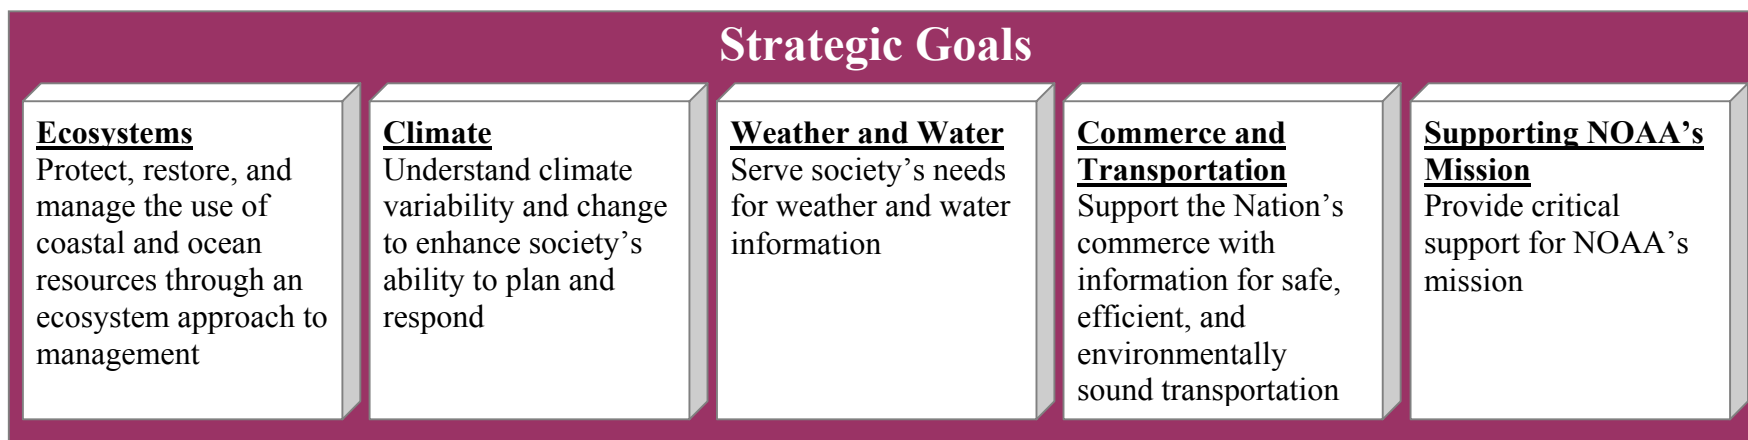 Strategic Goals
Ecosystems
Protect, restore, and
manage the use of
coastal and ocean
resources through an
ecosystem approach to
management
Climate
Understand climate
variability and change
to enhance society’s
ability to plan and
respond
Weather and Water
Serve society’s needs
for weather and water
information
Commerce and
Transportation
Support the Nation’s
commerce with
information for safe,
efficient, and
environmentally
sound transportation
Supporting NOAA’s
Mission
Provide critical
support for NOAA’s
mission